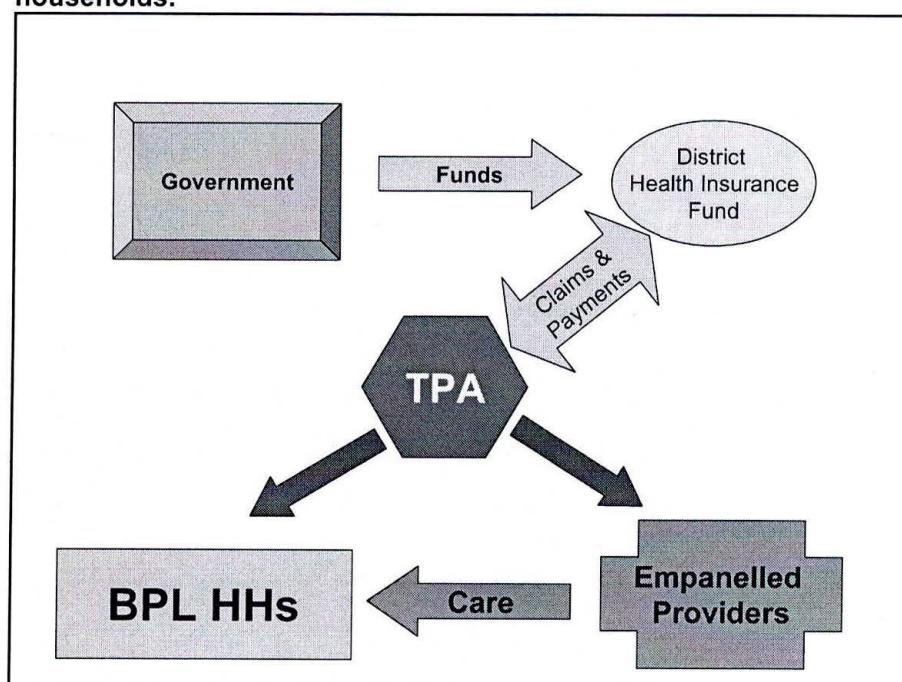 households:
Government
Funds
District
Health Insurance
Fund
Claims &
Payments
TPA
BPL HHs
Care
Empanelled
Providers